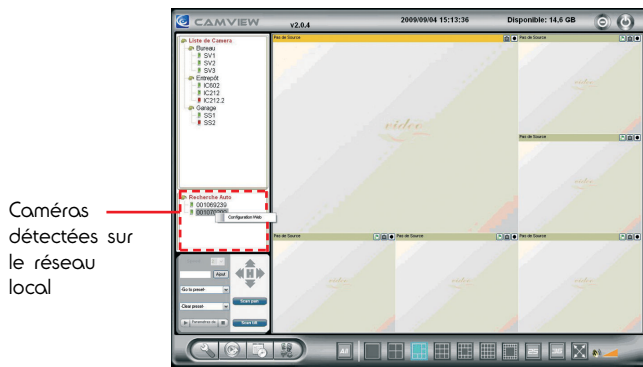 CAMVIEW v2.0.4 2009/09/04 15:13:36 Disponible: 14,6 GB
Liste de Camera
Bureau
SV1
SV2
SV3
Entrepôt
IC602
IC212
IC212.2
Garage
SS1
SS2
Pas de Source
Pas de Source
Pas de Source
Pas de Source
Pas de Source
Pas de Source
Recherche Auto
001069239
Configuration Web
Caméras
détectées sur
le réseau
local
Ajout
Go to preset
Scan pan
Clear preset
Scan tilt